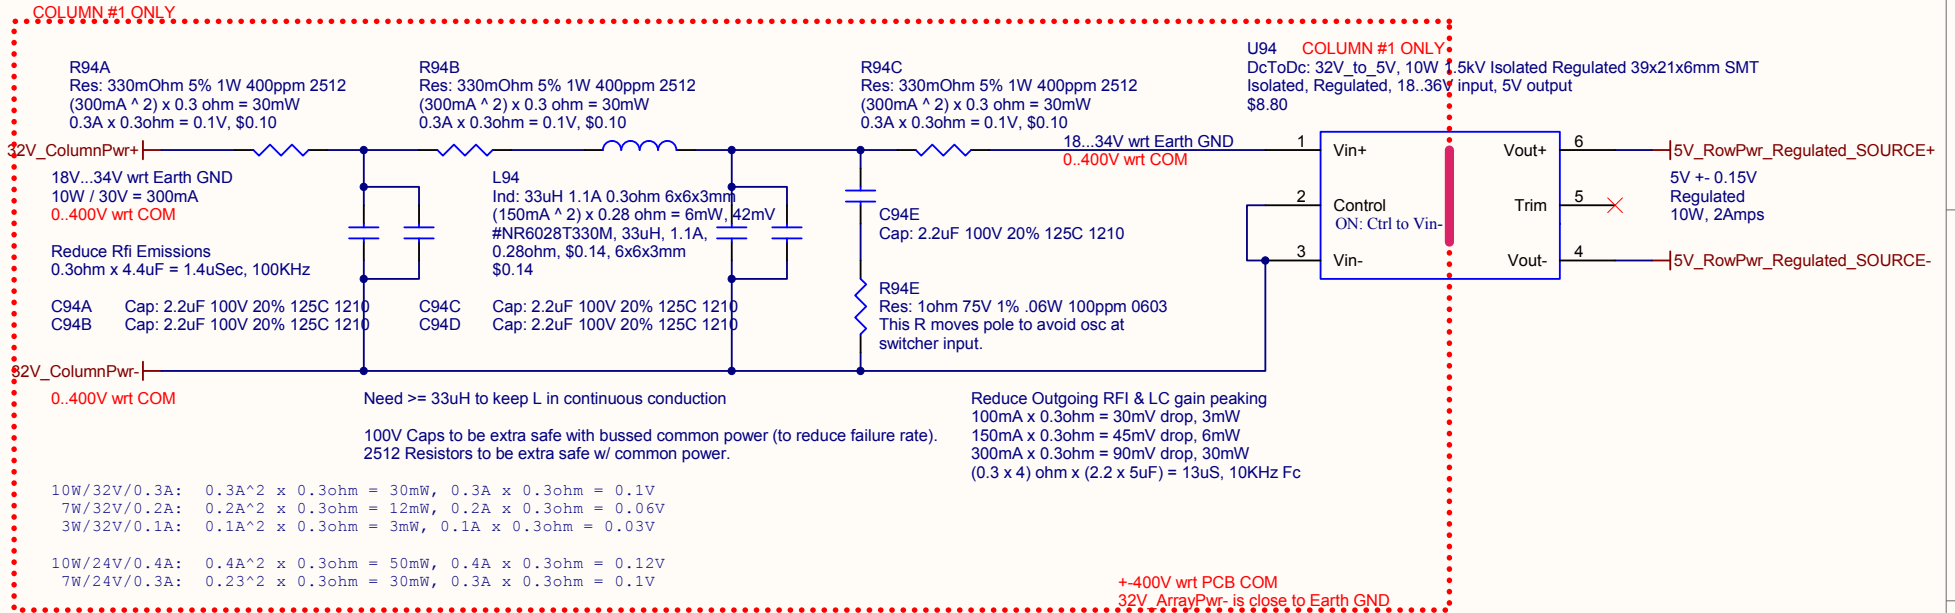 COLUMN #1 ONLY
R94A
Res: 330mOhm 5% 1W 400ppm 2512
(300mA ^ 2) x 0.3 ohm = 30mW
0.3A x 0.3ohm = 0.1V, $0.10
R94B
Res: 330mOhm 5% 1W 400ppm 2512
(300mA ^ 2) x 0.3 ohm = 30mW
0.3A x 0.3ohm = 0.1V, $0.10
R94C
Res: 330mOhm 5% 1W 400ppm 2512
(300mA ^ 2) x 0.3 ohm = 30mW
0.3A x 0.3ohm = 0.1V, $0.10
U94 COLUMN #1 ONLY
DcToDc: 32V_to_5V, 10W 1.5kV Isolated Regulated 39x21x6mm SMT
Isolated, Regulated, 18..36V input, 5V output
$8.80
32V_ColumnPwr+
18V...34V wrt Earth GND
10W / 30V = 300mA
0..400V wrt COM
Reduce Rfi Emissions
0.3ohm x 4.4uF = 1.4uSec, 100KHz
C94A Cap: 2.2uF 100V 20% 125C 1210
C94B Cap: 2.2uF 100V 20% 125C 1210
L94
Ind: 33uH 1.1A 0.3ohm 6x6x3mm
(150mA ^ 2) x 0.28 ohm = 6mW, 42mV
#NR6028T330M, 33uH, 1.1A,
0.28ohm, $0.14, 6x6x3mm
$0.14
C94C Cap: 2.2uF 100V 20% 125C 1210
C94D Cap: 2.2uF 100V 20% 125C 1210
18...34V wrt Earth GND
0..400V wrt COM
C94E
Cap: 2.2uF 100V 20% 125C 1210
R94E
Res: 1ohm 75V 1% .06W 100ppm 0603
This R moves pole to avoid osc at
switcher input.
1 Vin+
2 Control
ON: Ctrl to Vin-
3 Vin-
Vout+ 6
Trim 5
Vout- 4
5V_RowPwr_Regulated_SOURCE+
5V +- 0.15V
Regulated
10W, 2Amps
5V_RowPwr_Regulated_SOURCE-
32V_ColumnPwr-
0..400V wrt COM
Need >= 33uH to keep L in continuous conduction
100V Caps to be extra safe with bussed common power (to reduce failure rate).
2512 Resistors to be extra safe w/ common power.
Reduce Outgoing RFI & LC gain peaking
100mA x 0.3ohm = 30mV drop, 3mW
150mA x 0.3ohm = 45mV drop, 6mW
300mA x 0.3ohm = 90mV drop, 30mW
(0.3 x 4) ohm x (2.2 x 5uF) = 13uS, 10KHz Fc
10W/32V/0.3A: 0.3A^2 x 0.3ohm = 30mW, 0.3A x 0.3ohm = 0.1V
7W/32V/0.2A: 0.2A^2 x 0.3ohm = 12mW, 0.2A x 0.3ohm = 0.06V
3W/32V/0.1A: 0.1A^2 x 0.3ohm = 3mW, 0.1A x 0.3ohm = 0.03V
10W/24V/0.4A: 0.4A^2 x 0.3ohm = 50mW, 0.4A x 0.3ohm = 0.12V
7W/24V/0.3A: 0.23^2 x 0.3ohm = 30mW, 0.3A x 0.3ohm = 0.1V
+-400V wrt PCB COM
32V_ArrayPwr- is close to Earth GND